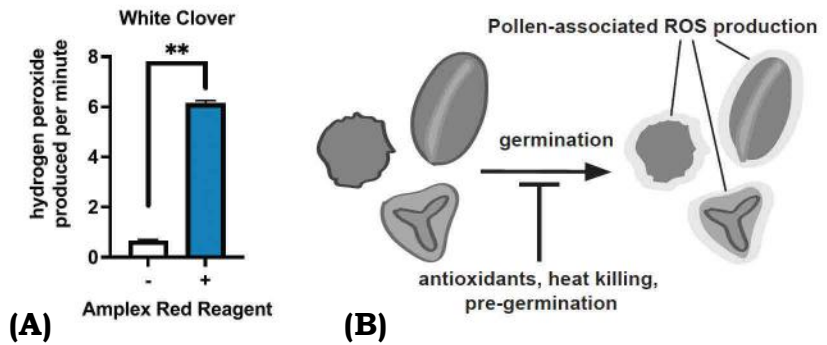 White Clover
**
hydrogen peroxide
produced per minute
8
6
4
2
0
-
+
Amplex Red Reagent
(A)
Pollen-associated ROS production
germination
antioxidants, heat killing,
pre-germination
(B)